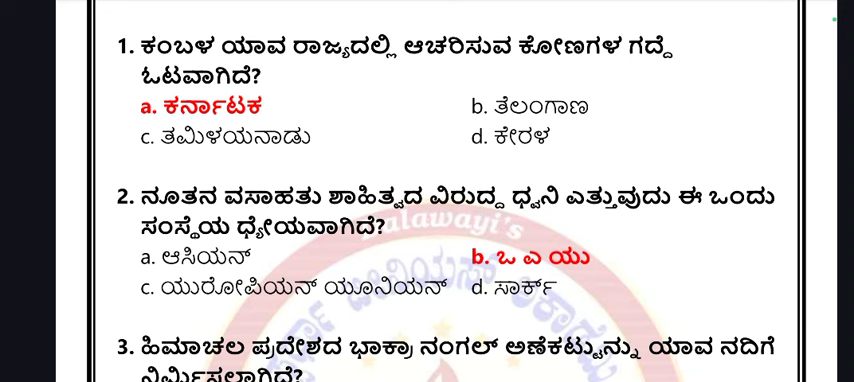 1. ಕಂಬಳ ಯಾವ ರಾಜ್ಯದಲ್ಲಿ ಆಚರಿಸುವ ಕೋಣಗಳ ಗದ್ದೆ
ಓಟವಾಗಿದೆ?
a. ಕರ್ನಾಟಕ b. ತೆಲಂಗಾಣ
c. ತಮಿಳಯನಾಡು d. ಕೇರಳ
2. ನೂತನ ವಸಾಹತು ಶಾಹಿತ್ವದ ವಿರುದ್ದ ಧ್ವನಿ ಎತ್ತುವುದು ಈ ಒಂದು
ಸಂಸ್ಥೆಯ ಧ್ಯೇಯವಾಗಿದೆ?
a. ಆಸಿಯನ್ b. ಒ ಎ ಯು
c. ಯುರೋಪಿಯನ್ ಯೂನಿಯನ್ d. ಸಾರ್ಕ್
3. ಹಿಮಾಚಲ ಪ್ರದೇಶದ ಭಾಕ್ರಾ ನಂಗಲ್ ಅಣೆಕಟ್ಟುನ್ನು ಯಾವ ನದಿಗೆ
ನಿರ್ಮಿಸಲಾಗಿದೆ?